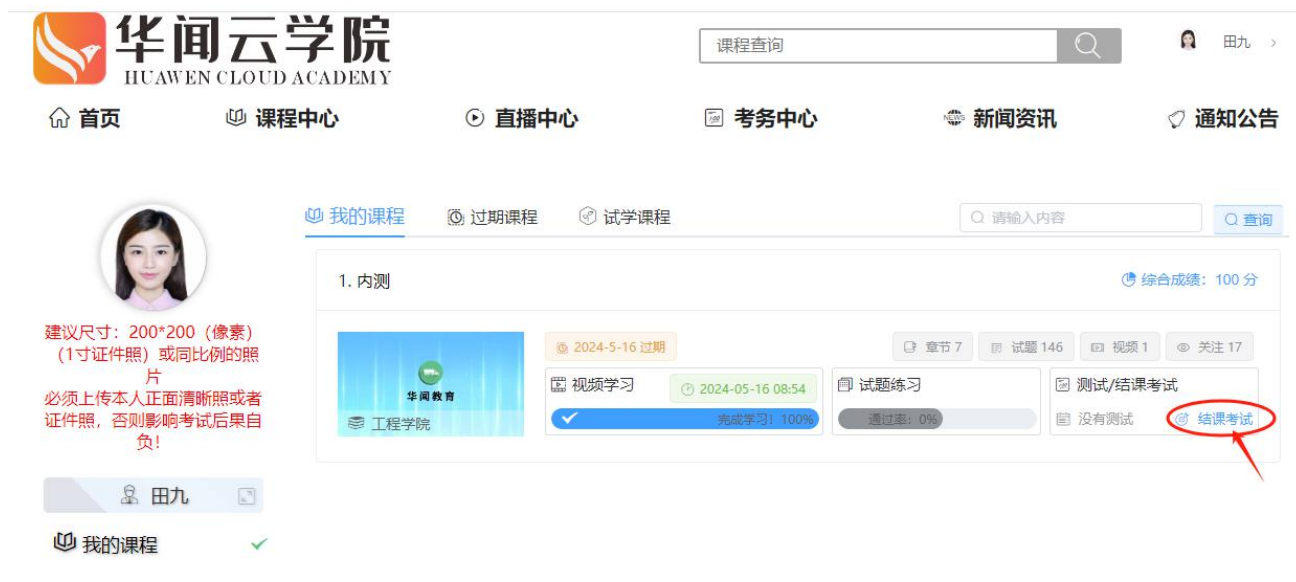 华闻云学院
HUAWEN CLOUD ACADEMY
课程查询
田九
首页 课程中心 直播中心 考务中心 NEWS 新闻资讯 通知公告
我的课程 过期课程 试学课程 请输入内容 查询
1. 内测 综合成绩：100 分
建议尺寸：200*200（像素）
（1寸证件照）或同比例的照
片
必须上传本人正面清晰照或者
证件照，否则影响考试后果自
负！
华闻教育
工程学院
2024-5-16 过期 章节 7 试题 146 视频 1 关注 17
视频学习 2024-05-16 08:54 试题练习 测试/结课考试
完成学习！100% 通过率：0% 没有测试 结课考试
田九
我的课程